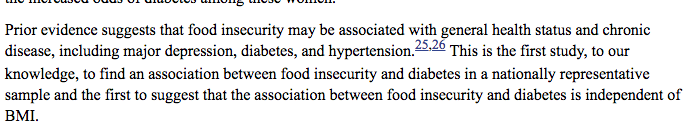 the increased odds of diabetes among these women.
Prior evidence suggests that food insecurity may be associated with general health status and chronic
disease, including major depression, diabetes, and hypertension.25,26 This is the first study, to our
knowledge, to find an association between food insecurity and diabetes in a nationally representative
sample and the first to suggest that the association between food insecurity and diabetes is independent of
BMI.